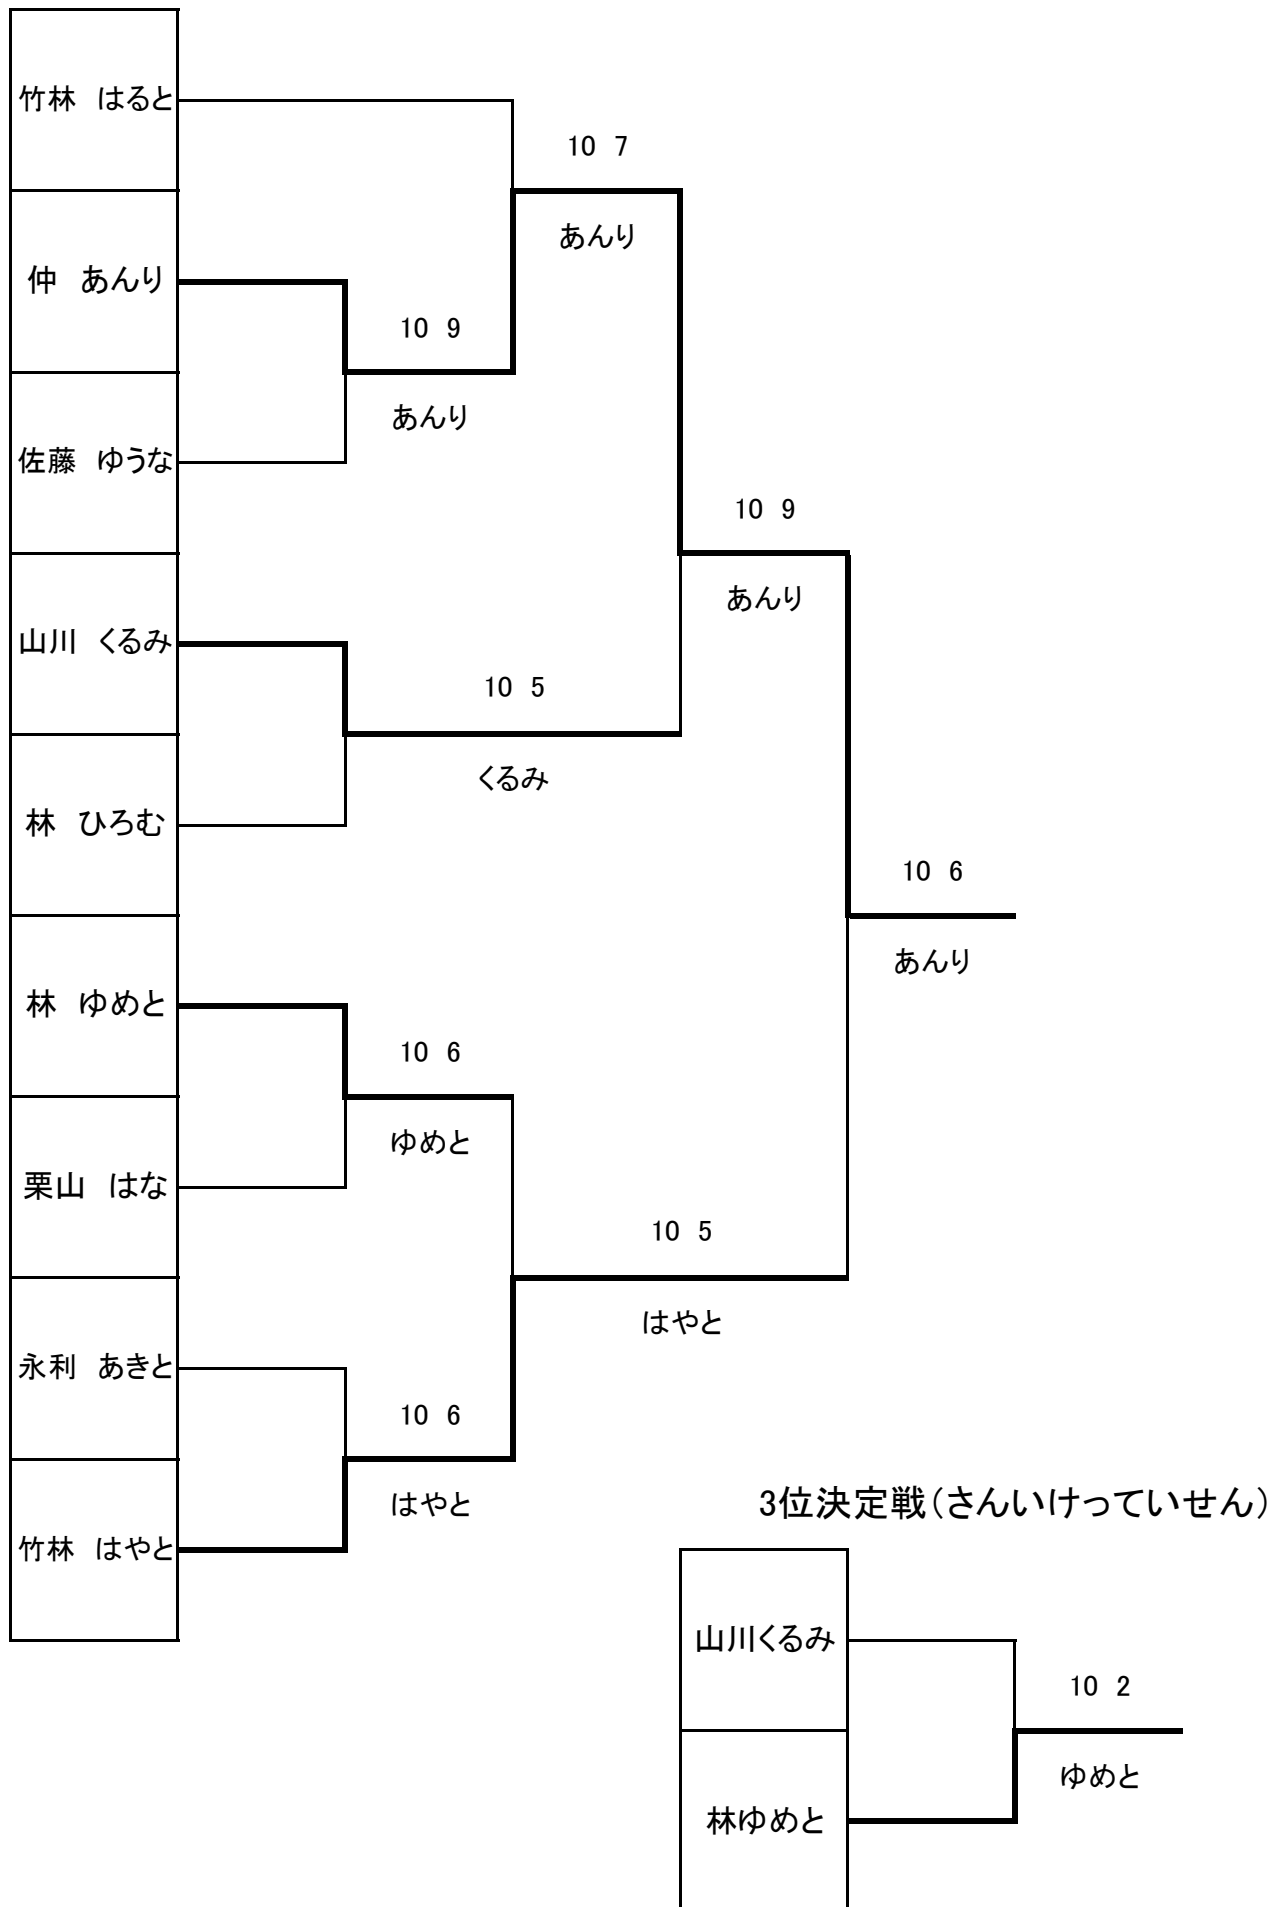 竹林　はると
10 7
仲　あんり
あんり
10 9
あんり
佐藤　ゆうな
10 9
あんり
山川　くるみ
10 5
くるみ
林　ひろむ
10 6
あんり
林　ゆめと
10 6
ゆめと
栗山　はな
10 5
はやと
永利　あきと
10 6
はやと
竹林　はやと
3位決定戦（さんいけっていせん）
山川くるみ
10 2
ゆめと
林ゆめと